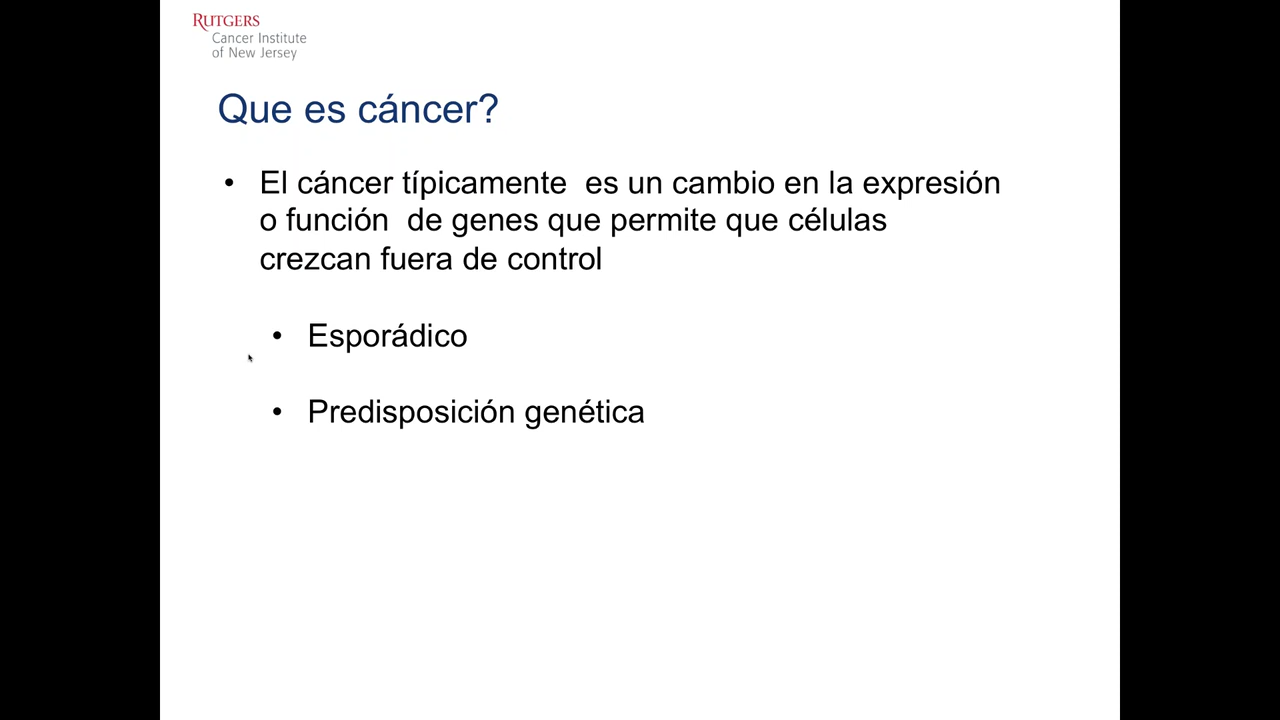 RUTGERS
Cancer Institute
of New Jersey
Que es cáncer?
• El cáncer típicamente  es un cambio en la expresión
o función  de genes que permite que células
crezcan fuera de control
• Esporádico
• Predisposición genética